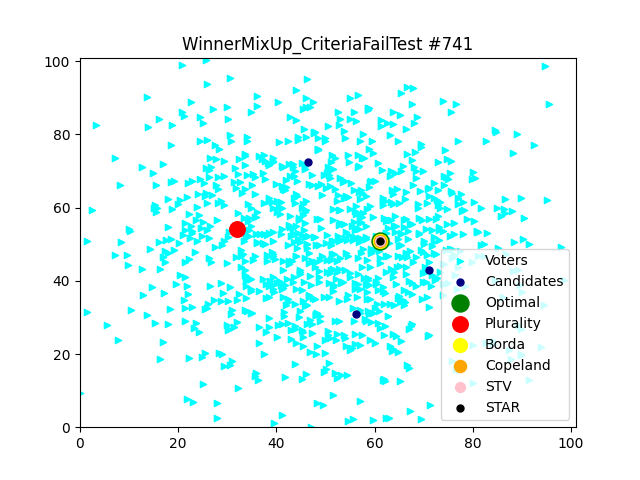 WinnerMixUp_CriteriaFailTest #741
100
80
60
40
20
0
0
20
40
60
80
100
Voters
Candidates
Optimal
Plurality
Borda
Copeland
STV
STAR